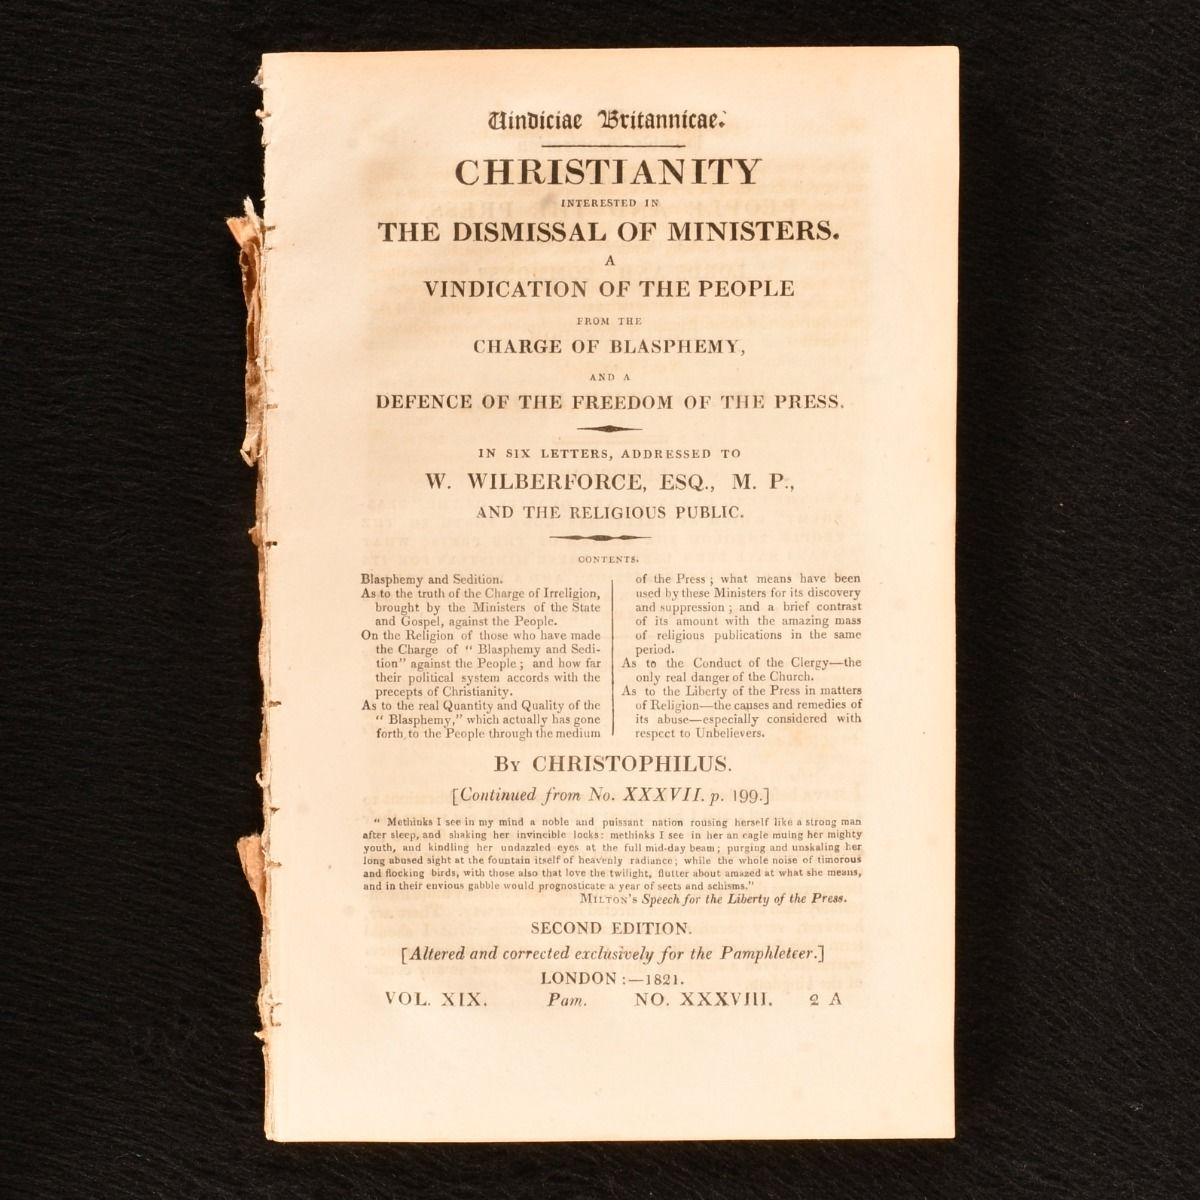 Vindiciae Britannicae.
CHRISTIANITY
INTERESTED IN
THE DISMISSAL OF MINISTERS.
A
VINDICATION OF THE PEOPLE
FROM THE
CHARGE OF BLASPHEMY,
AND A
DEFENCE OF THE FREEDOM OF THE PRESS.
IN SIX LETTERS, ADDRESSED TO
W. WILBERFORCE, ESQ., M. P.,
AND THE RELIGIOUS PUBLIC.
CONTENTS.
Blasphemy and Sedition.
As to the truth of the Charge of Irreligion,
brought by the Ministers of the State
and Gospel, against the People.
On the Religion of those who have made
the Charge of " Blasphemy and Sedi-
tion" against the People ; and how far
their political system accords with the
precepts of Christianity.
As to the real Quantity and Quality of the
" Blasphemy," which actually has gone
forth to the People through the medium
of the Press ; what means have been
used by these Ministers for its discovery
and suppression ; and a brief contrast
of its amount with the amazing mass
of religious publications in the same
period.
As to the Conduct of the Clergy—the
only real danger of the Church.
As to the Liberty of the Press in matters
of Religion—the causes and remedies of
its abuse—especially considered with
respect to Unbelievers.
By CHRISTOPHILUS.
[Continued from No. XXXVII. p. 199.]
" Methinks I see in my mind a noble and puissant nation rousing herself like a strong man
after sleep, and shaking her invincible locks: methinks I see in her an eagle muing her mighty
youth, and kindling her undazzled eyes at the full mid-day beam ; purging and unskaling her
long abused sight at the fountain itself of heavenly radiance ; while the whole noise of timorous
and flocking birds, with those also that love the twilight, flutter about amazed at what she means,
and in their envious gabble would prognosticate a year of sects and schisms."
MILTON'S Speech for the Liberty of the Press.
SECOND EDITION.
[Altered and corrected exclusively for the Pamphleteer.]
LONDON :—1821.
VOL. XIX. Pam. NO. XXXVIII. 2 A